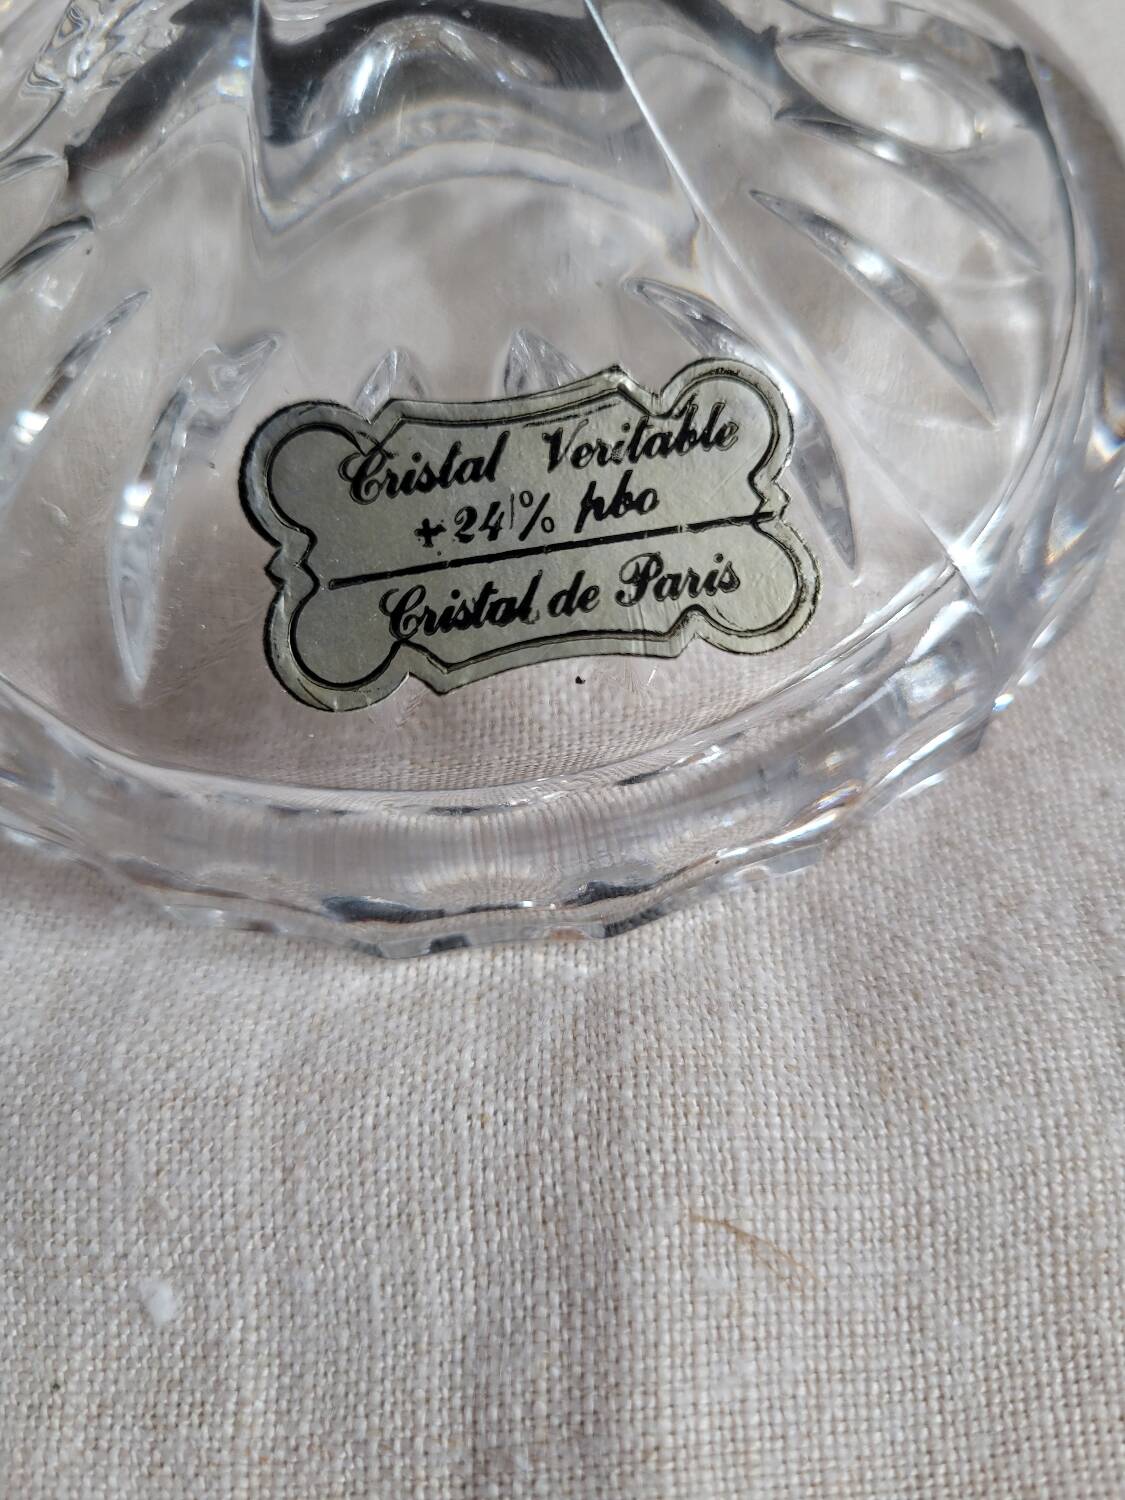 Cristal Veritable
+24% pbo
Cristal de Paris